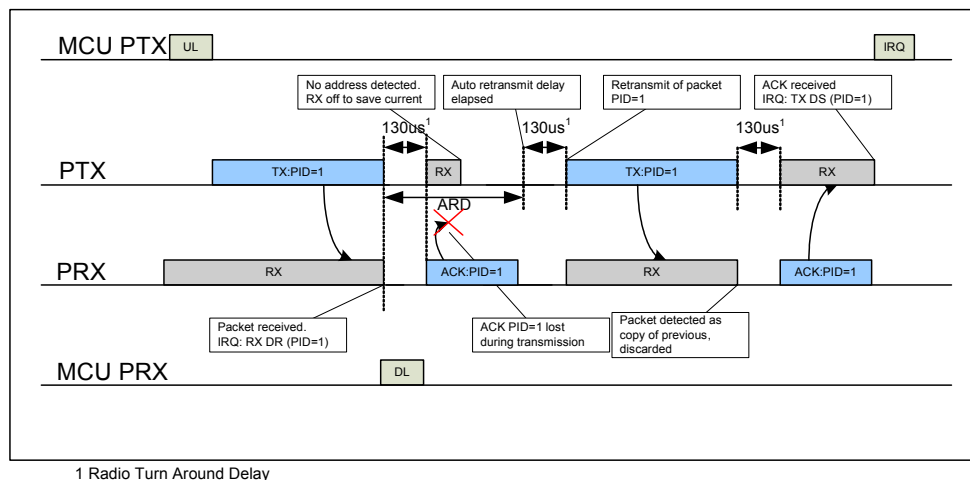 MCU PTX
UL
IRQ
No address detected.
RX off to save current
Auto retransmit delay
elapsed
Retransmit of packet
PID=1
ACK received
IRQ: TX DS (PID=1)
130us1
130us1
130us1
PTX
TX:PID=1
RX
TX:PID=1
RX
ARD
PRX
RX
ACK:PID=1
RX
ACK:PID=1
Packet received.
IRQ: RX DR (PID=1)
ACK PID=1 lost
during transmission
Packet detected as
copy of previous,
discarded
MCU PRX
DL
1 Radio Turn Around Delay